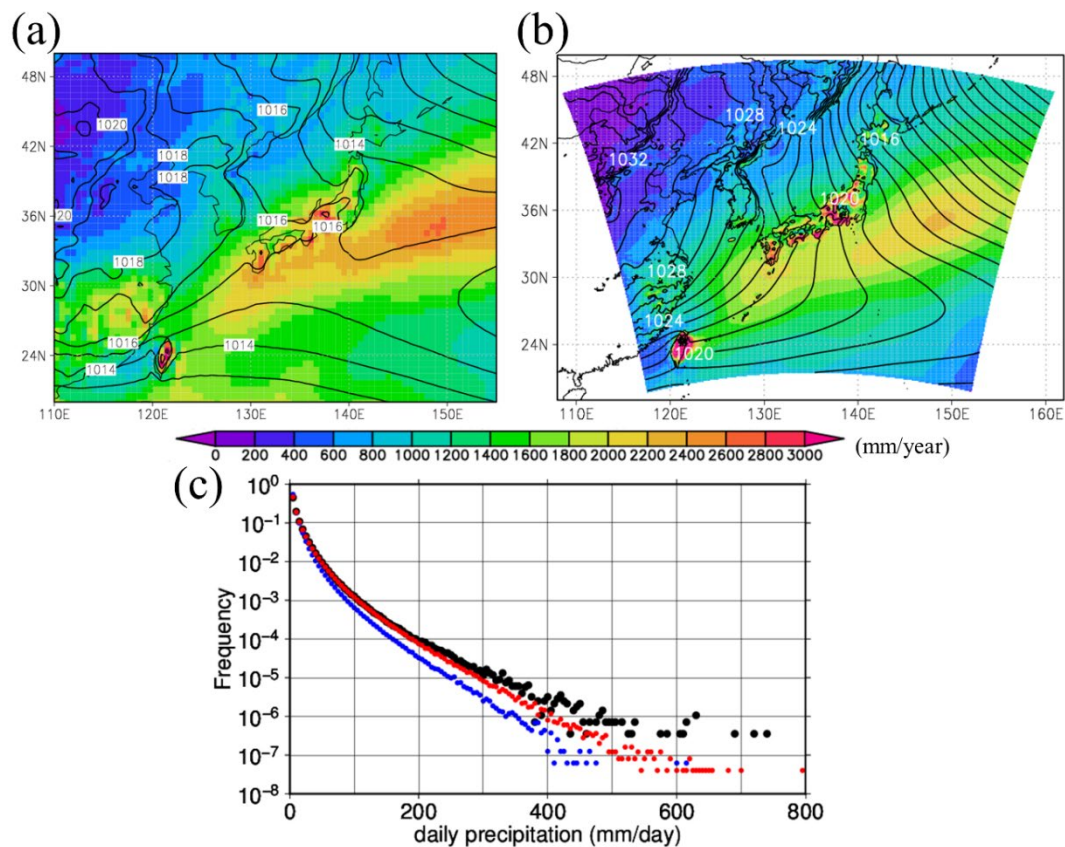 (a)
(b)
48N
42N
36N
30N
24N
1020
1016
1018
1014
1018
20
1016
1016
1018
1016
1014
1014
110E 120E 130E 140E 150E
48N
42N
36N
30N
24N
1028
1024
1016
1032
1020
1028
1024
1020
110E 120E 130E 140E 150E 160E
0 200 400 600 800 1000 1200 1400 1600 1800 2000 2200 2400 2600 2800 3000 (mm/year)
(c)
Frequency
10⁰
10⁻¹
10⁻²
10⁻³
10⁻⁴
10⁻⁵
10⁻⁶
10⁻⁷
10⁻⁸
0 200 400 600 800
daily precipitation (mm/day)